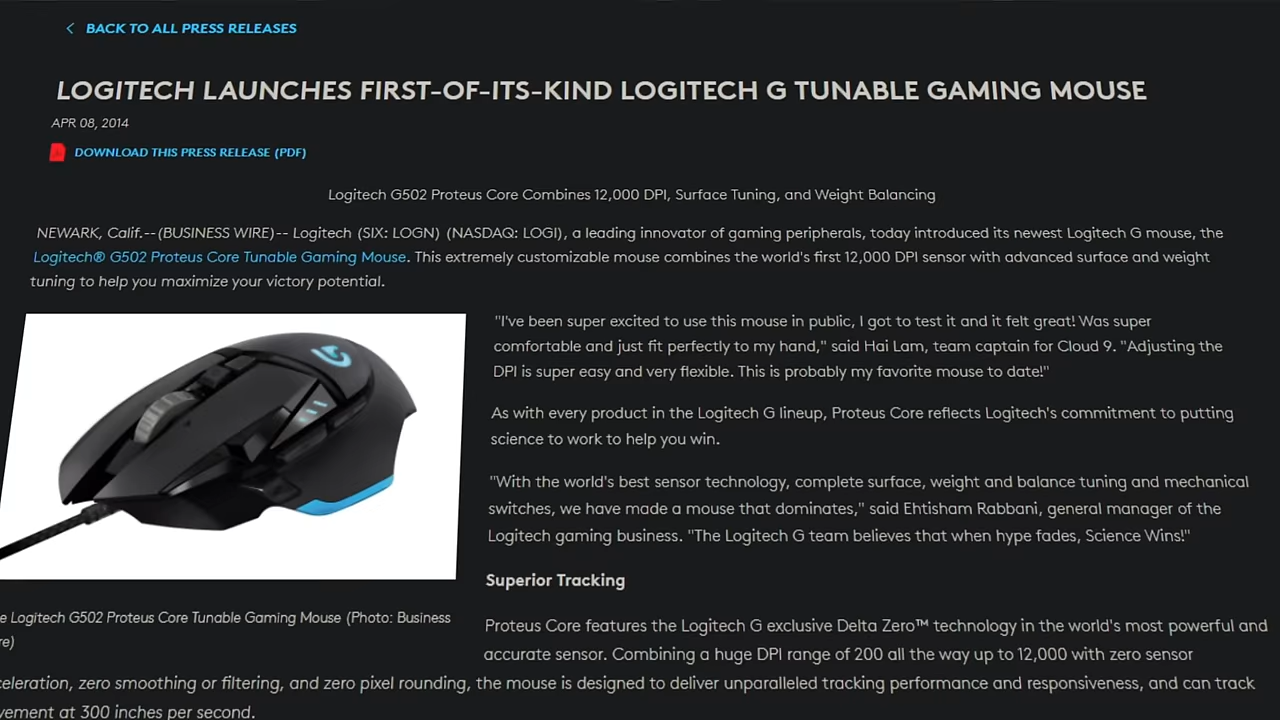 BACK TO ALL PRESS RELEASES
LOGITECH LAUNCHES FIRST-OF-ITS-KIND LOGITECH G TUNABLE GAMING MOUSE
APR 08, 2014
DOWNLOAD THIS PRESS RELEASE (PDF)
Logitech G502 Proteus Core Combines 12,000 DPI, Surface Tuning, and Weight Balancing
NEWARK, Calif.--(BUSINESS WIRE)-- Logitech (SIX: LOGN) (NASDAQ: LOGI), a leading innovator of gaming peripherals, today introduced its newest Logitech G mouse, the
Logitech® G502 Proteus Core Tunable Gaming Mouse. This extremely customizable mouse combines the world's first 12,000 DPI sensor with advanced surface and weight
tuning to help you maximize your victory potential.
"I've been super excited to use this mouse in public, I got to test it and it felt great! Was super
comfortable and just fit perfectly to my hand," said Hai Lam, team captain for Cloud 9. "Adjusting the
DPI is super easy and very flexible. This is probably my favorite mouse to date!"
As with every product in the Logitech G lineup, Proteus Core reflects Logitech's commitment to putting
science to work to help you win.
"With the world's best sensor technology, complete surface, weight and balance tuning and mechanical
switches, we have made a mouse that dominates," said Ehtisham Rabbani, general manager of the
Logitech gaming business. "The Logitech G team believes that when hype fades, Science Wins!"
Superior Tracking
e Logitech G502 Proteus Core Tunable Gaming Mouse (Photo: Business
re)
Proteus Core features the Logitech G exclusive Delta Zero™ technology in the world's most powerful and
accurate sensor. Combining a huge DPI range of 200 all the way up to 12,000 with zero sensor
celeration, zero smoothing or filtering, and zero pixel rounding, the mouse is designed to deliver unparalleled tracking performance and responsiveness, and can track
vement at 300 inches per second.